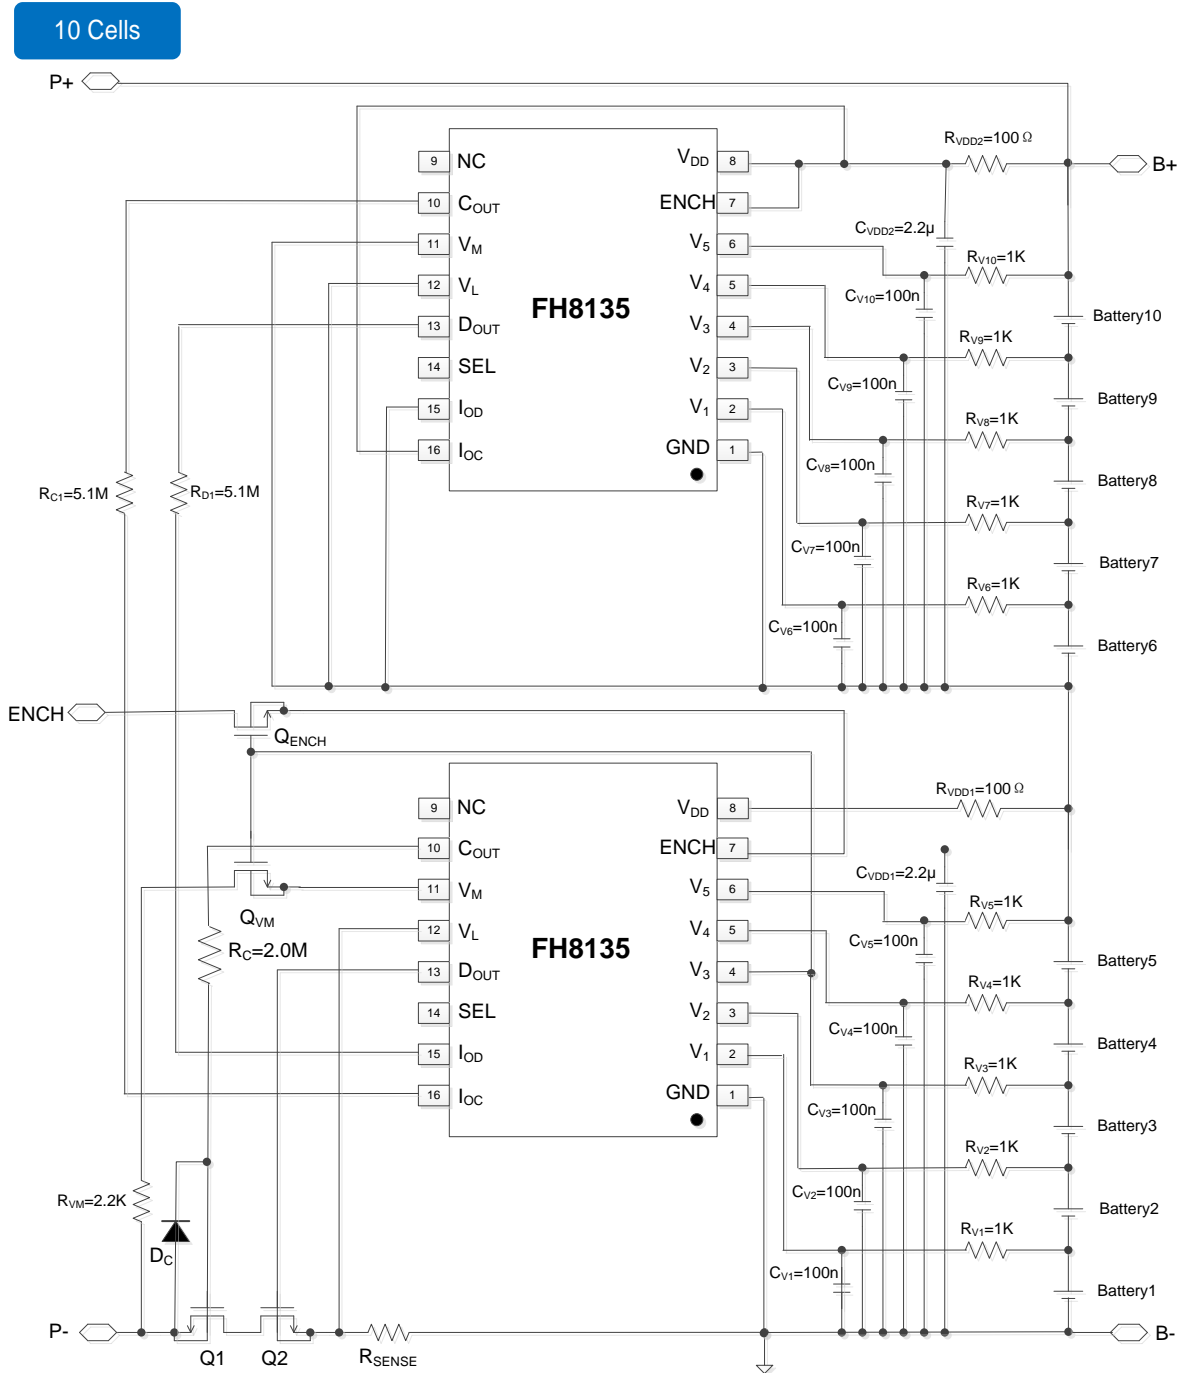 10 Cells
P+
RVDD2=100Ω
B+
9 NC
VDD 8
10 COUT
ENCH 7
CVDD2=2.2μ
11 VM
V5 6
RV10=1K
12 VL
V4 5
CV10=100n
FH8135
Battery10
13 DOUT
V3 4
RV9=1K
14 SEL
V2 3
CV9=100n
Battery9
15 IOD
V1 2
RV8=1K
16 IOC
GND 1
CV8=100n
Battery8
RC1=5.1M
RD1=5.1M
RV7=1K
CV7=100n
Battery7
RV6=1K
CV6=100n
Battery6
ENCH
QENCH
RVDD1=100Ω
9 NC
VDD 8
10 COUT
ENCH 7
CVDD1=2.2μ
11 VM
V5 6
RV5=1K
QVM
12 VL
V4 5
CV5=100n
RC=2.0M
FH8135
Battery5
13 DOUT
V3 4
RV4=1K
14 SEL
V2 3
CV4=100n
Battery4
15 IOD
V1 2
RV3=1K
16 IOC
GND 1
CV3=100n
Battery3
RV2=1K
RVM=2.2K
CV2=100n
Battery2
RV1=1K
DC
CV1=100n
Battery1
P-
B-
Q1
Q2
RSENSE